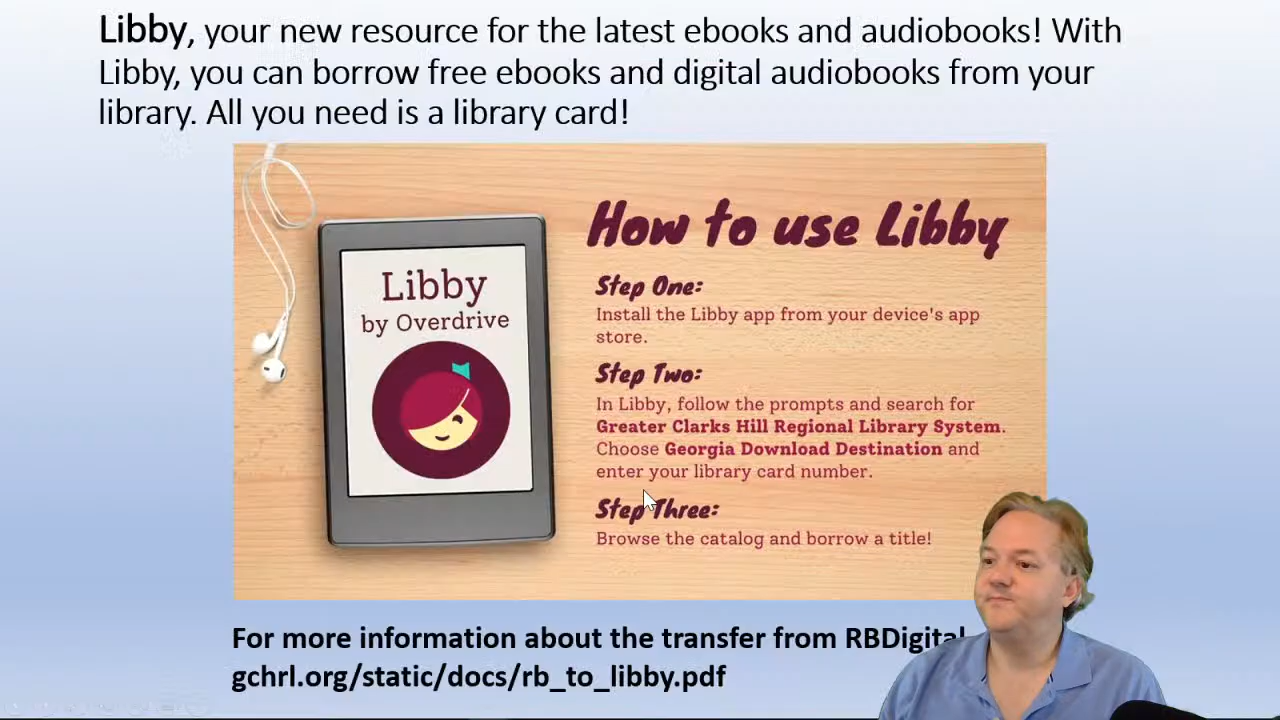 Libby, your new resource for the latest ebooks and audiobooks! With
Libby, you can borrow free ebooks and digital audiobooks from your
library. All you need is a library card!
Libby
by Overdrive
How to use Libby
Step One:
Install the Libby app from your device's app
store.
Step Two:
In Libby, follow the prompts and search for
Greater Clarks Hill Regional Library System.
Choose Georgia Download Destination and
enter your library card number.
Step Three:
Browse the catalog and borrow a title!
For more information about the transfer from RBDigital
gchrl.org/static/docs/rb_to_libby.pdf